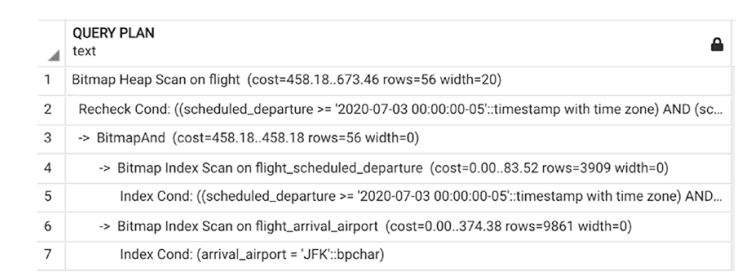 QUERY PLAN
text
1 Bitmap Heap Scan on flight (cost=458.18..673.46 rows=56 width=20)
2 Recheck Cond: ((scheduled_departure >= '2020-07-03 00:00:00-05'::timestamp with time zone) AND (sc...
3 -> BitmapAnd (cost=458.18..458.18 rows=56 width=0)
4 -> Bitmap Index Scan on flight_scheduled_departure (cost=0.00..83.52 rows=3909 width=0)
5 Index Cond: ((scheduled_departure >= '2020-07-03 00:00:00-05'::timestamp with time zone) AND...
6 -> Bitmap Index Scan on flight_arrival_airport (cost=0.00..374.38 rows=9861 width=0)
7 Index Cond: (arrival_airport = 'JFK'::bpchar)